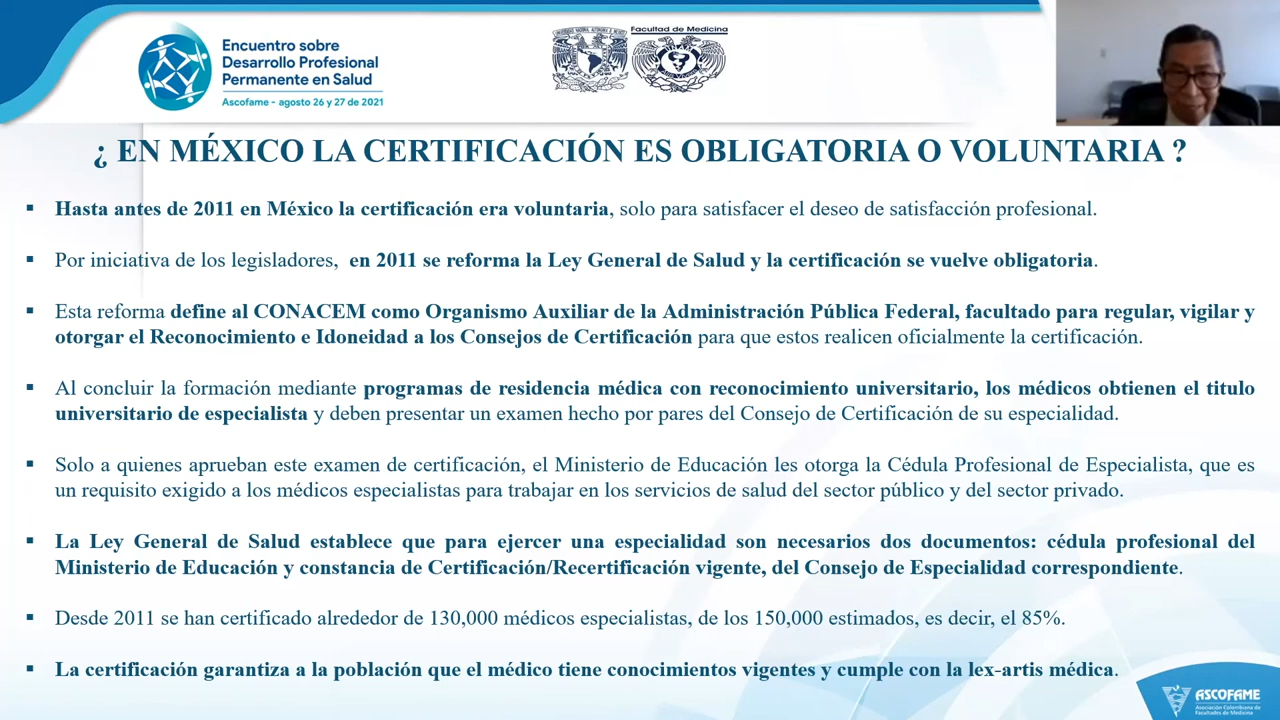 Encuentro sobre
Desarrollo Profesional
Permanente en Salud
Ascofame - agosto 26 y 27 de 2021
Facultad de Medicina
¿ EN MÉXICO LA CERTIFICACIÓN ES OBLIGATORIA O VOLUNTARIA ?
▪ Hasta antes de 2011 en México la certificación era voluntaria, solo para satisfacer el deseo de satisfacción profesional.
▪ Por iniciativa de los legisladores, en 2011 se reforma la Ley General de Salud y la certificación se vuelve obligatoria.
▪ Esta reforma define al CONACEM como Organismo Auxiliar de la Administración Pública Federal, facultado para regular, vigilar y
otorgar el Reconocimiento e Idoneidad a los Consejos de Certificación para que estos realicen oficialmente la certificación.
▪ Al concluir la formación mediante programas de residencia médica con reconocimiento universitario, los médicos obtienen el titulo
universitario de especialista y deben presentar un examen hecho por pares del Consejo de Certificación de su especialidad.
▪ Solo a quienes aprueban este examen de certificación, el Ministerio de Educación les otorga la Cédula Profesional de Especialista, que es
un requisito exigido a los médicos especialistas para trabajar en los servicios de salud del sector público y del sector privado.
▪ La Ley General de Salud establece que para ejercer una especialidad son necesarios dos documentos: cédula profesional del
Ministerio de Educación y constancia de Certificación/Recertificación vigente, del Consejo de Especialidad correspondiente.
▪ Desde 2011 se han certificado alrededor de 130,000 médicos especialistas, de los 150,000 estimados, es decir, el 85%.
▪ La certificación garantiza a la población que el médico tiene conocimientos vigentes y cumple con la lex-artis médica.
ASCOFAME
Asociación Colombiana de
Facultades de Medicina